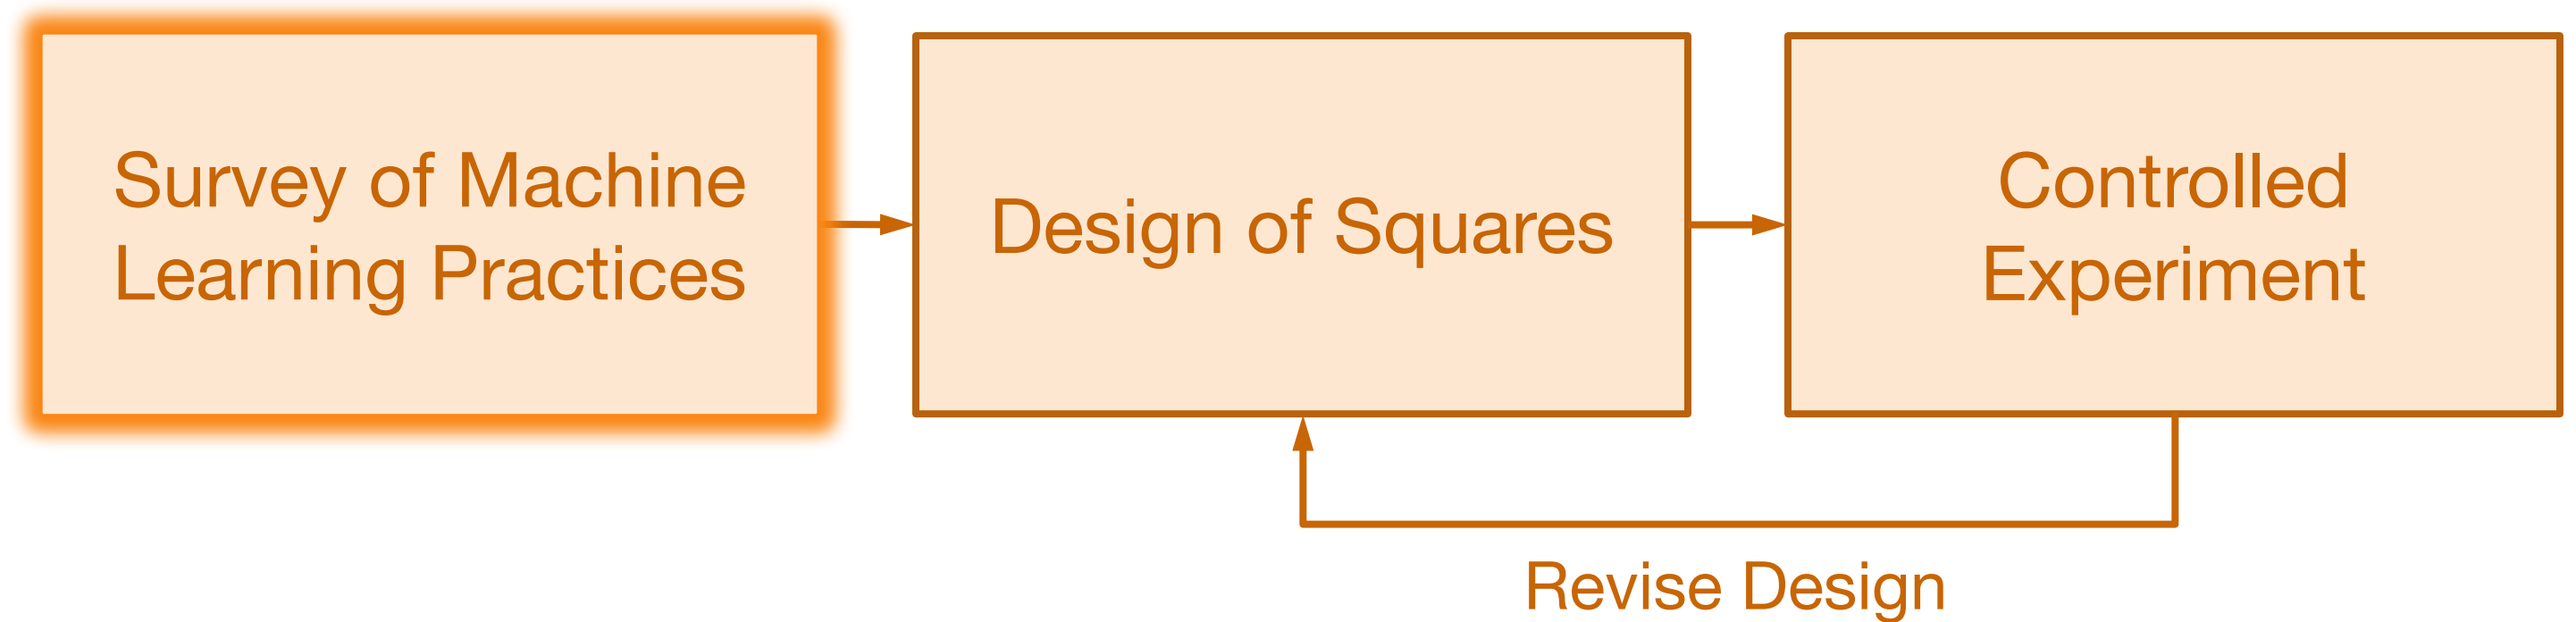 Survey of Machine
Learning Practices
Design of Squares
Controlled
Experiment
Revise Design